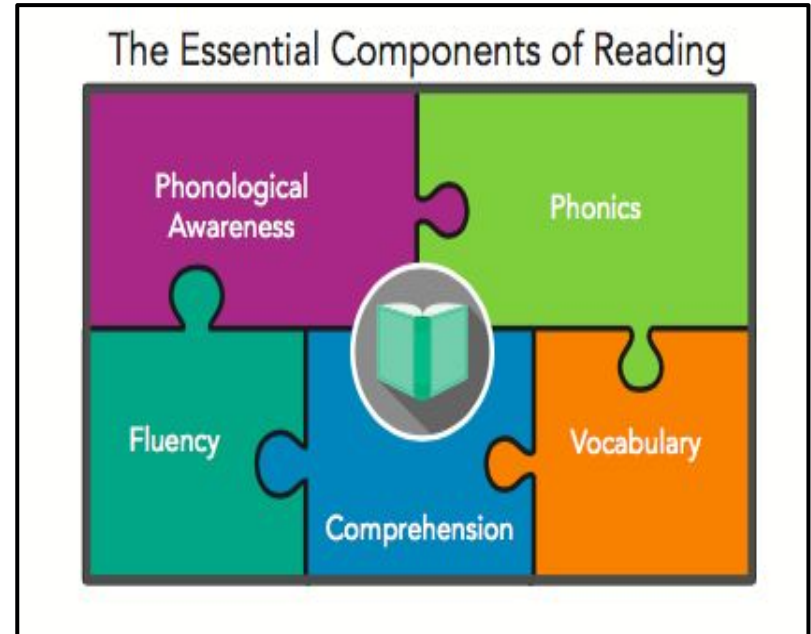 The Essential Components of Reading
Phonological
Awareness
Phonics
Fluency
Comprehension
Vocabulary